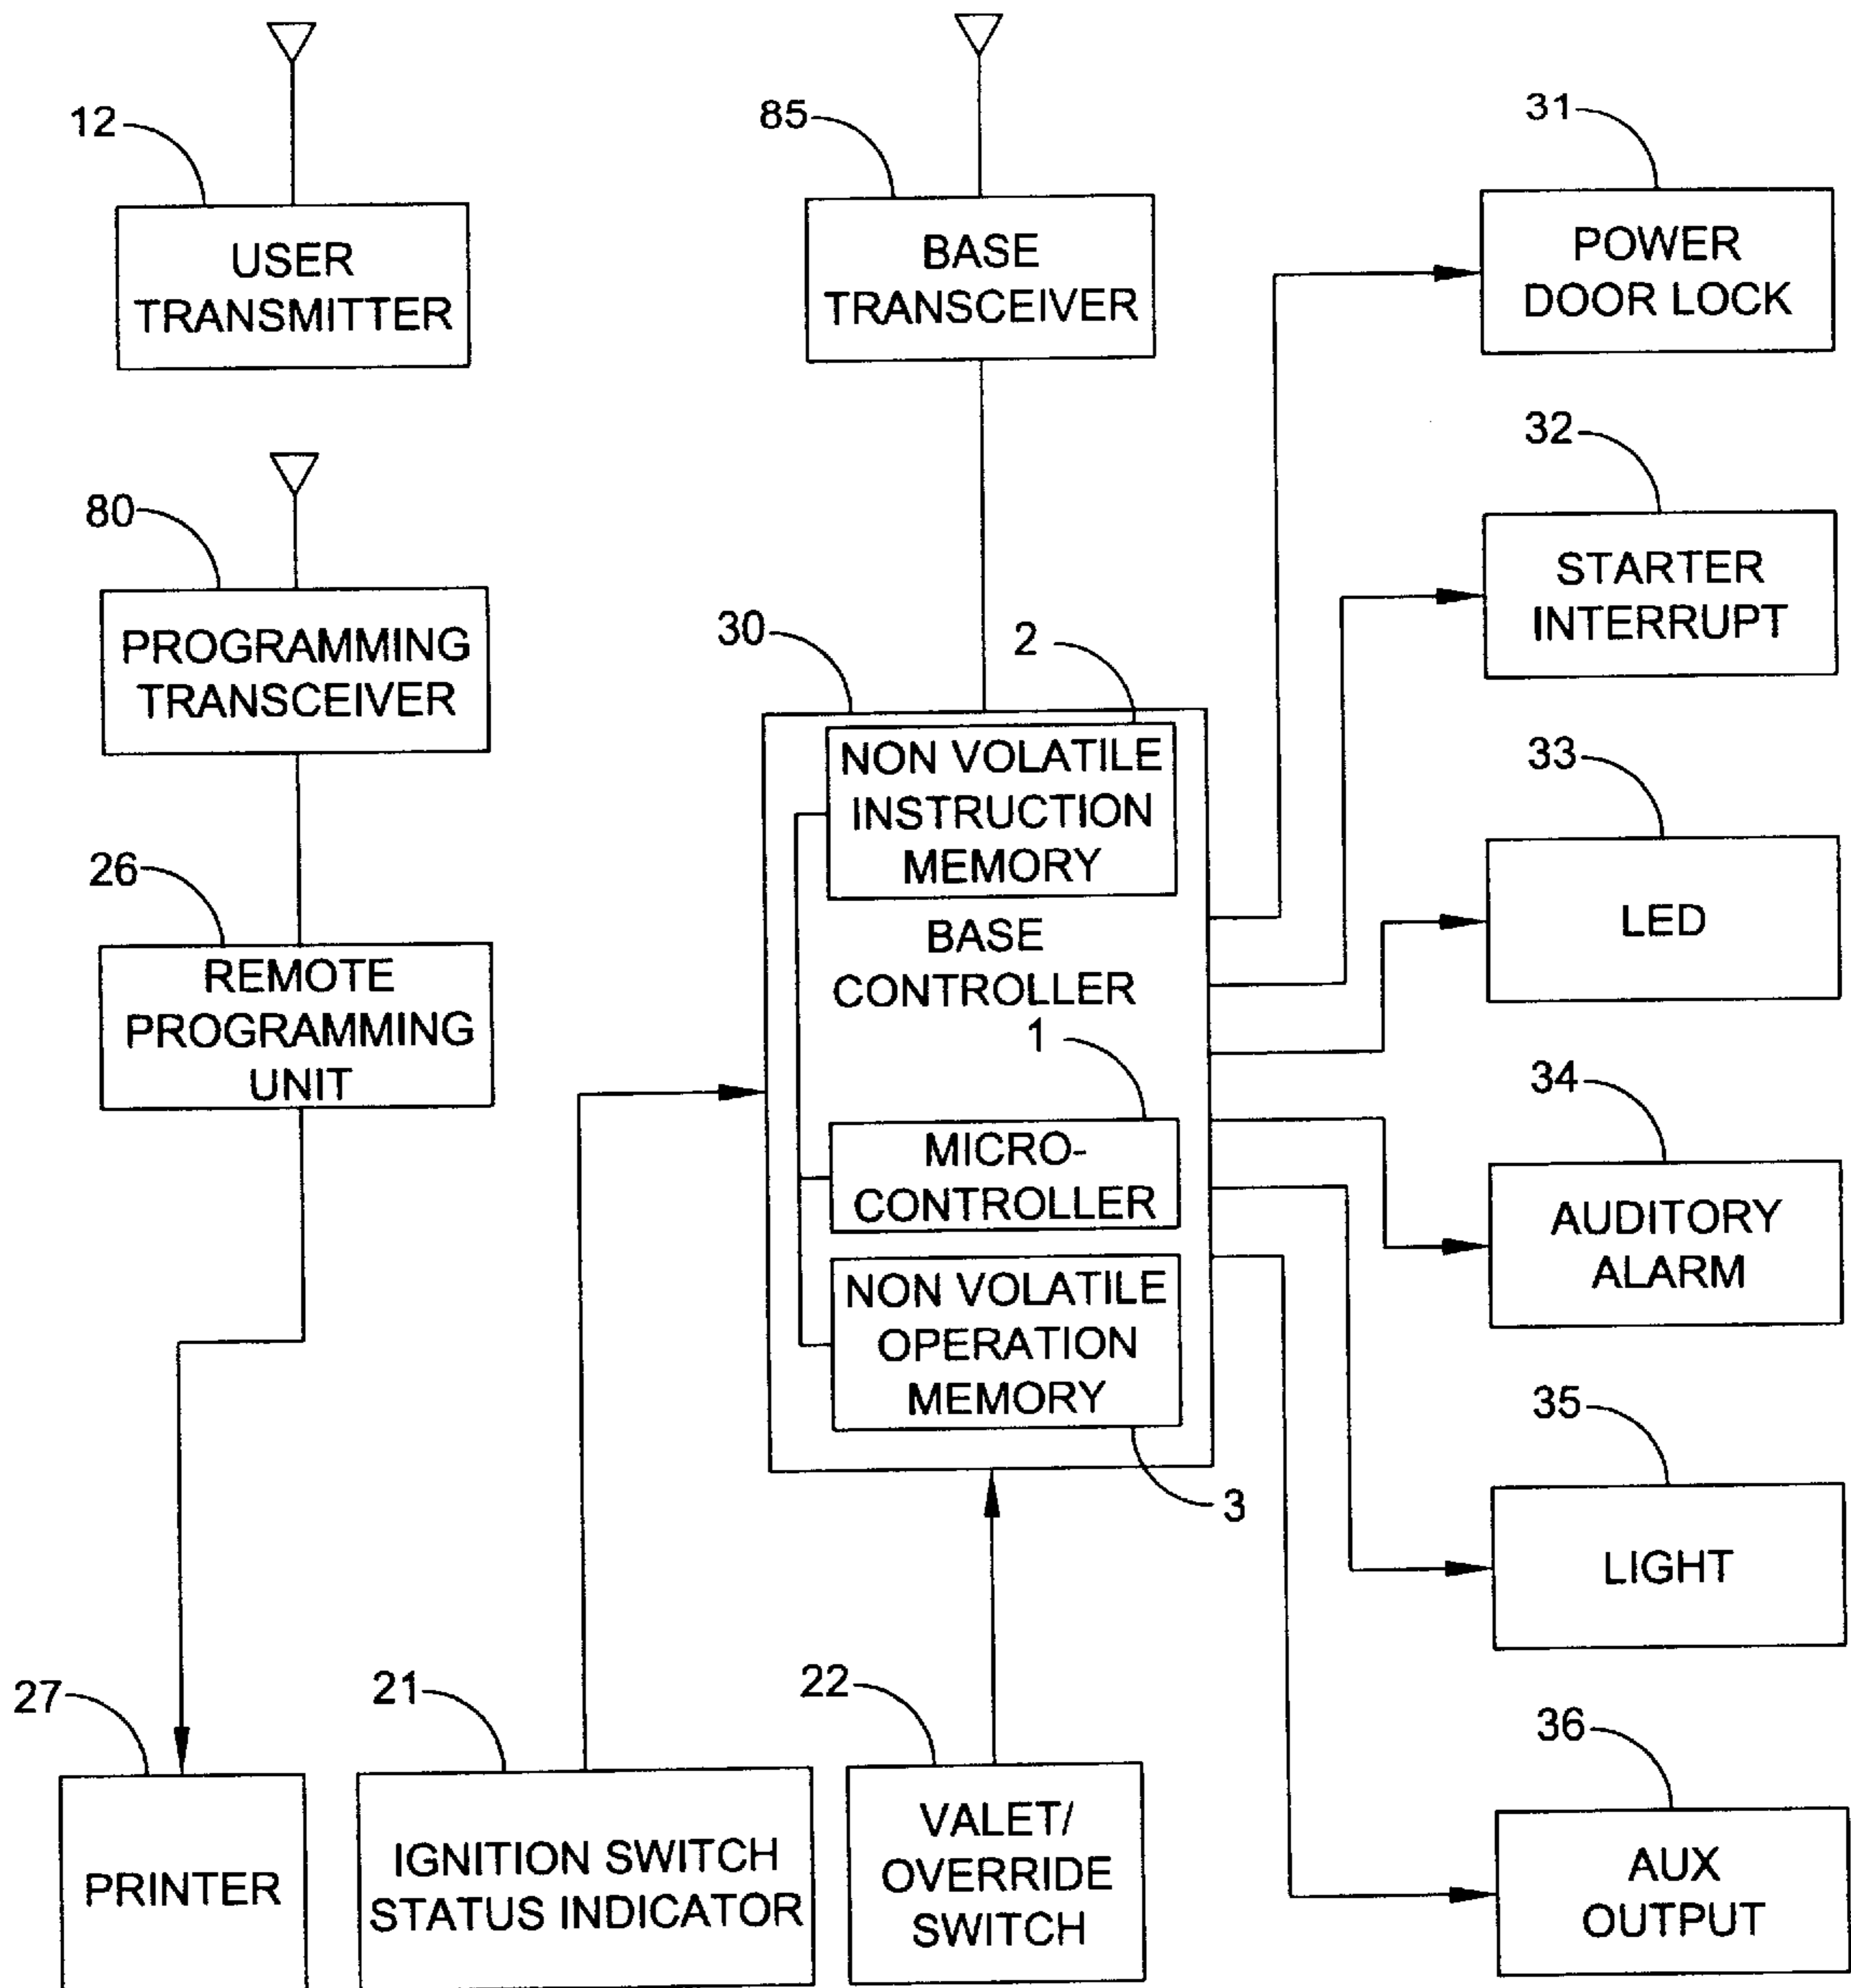 12
USER
TRANSMITTER
85
BASE
TRANSCEIVER
31
POWER
DOOR LOCK
80
PROGRAMMING
TRANSCEIVER
32
STARTER
INTERRUPT
26
REMOTE
PROGRAMMING
UNIT
30
2
NON VOLATILE
INSTRUCTION
MEMORY
BASE
CONTROLLER
1
MICRO-
CONTROLLER
NON VOLATILE
OPERATION
MEMORY
3
33
LED
34
AUDITORY
ALARM
35
LIGHT
27
PRINTER
21
IGNITION SWITCH
STATUS INDICATOR
22
VALET/
OVERRIDE
SWITCH
36
AUX
OUTPUT